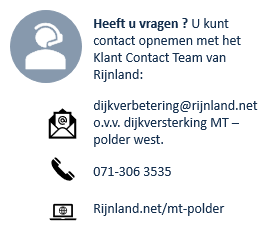 Heeft u vragen ? U kunt
contact opnemen met het
Klant Contact Team van
Rijnland:
dijkverbetering@rijnland.net
o.v.v. dijkversterking MT –
polder west.
071-306 3535
Rijnland.net/mt-polder